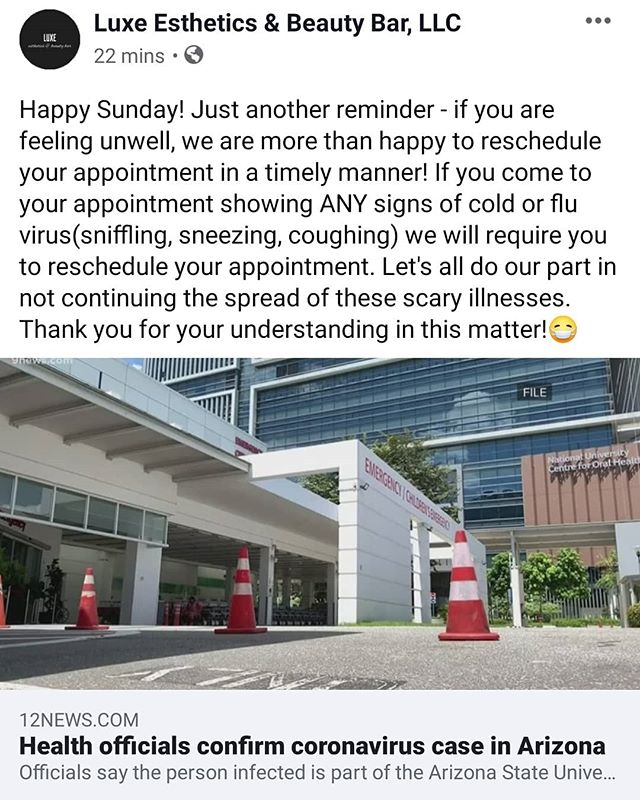 LUXE
Luxe Esthetics & Beauty Bar, LLC
22 mins
Happy Sunday! Just another reminder - if you are
feeling unwell, we are more than happy to reschedule
your appointment in a timely manner! If you come to
your appointment showing ANY signs of cold or flu
virus(sniffling, sneezing, coughing) we will require you
to reschedule your appointment. Let's all do our part in
not continuing the spread of these scary illnesses.
Thank you for your understanding in this matter!😷
9news.com
FILE
National University
Centre for Oral Health
EMERGENCY / CHILDREN'S EMERGENCY
12NEWS.COM
Health officials confirm coronavirus case in Arizona
Officials say the person infected is part of the Arizona State Unive...